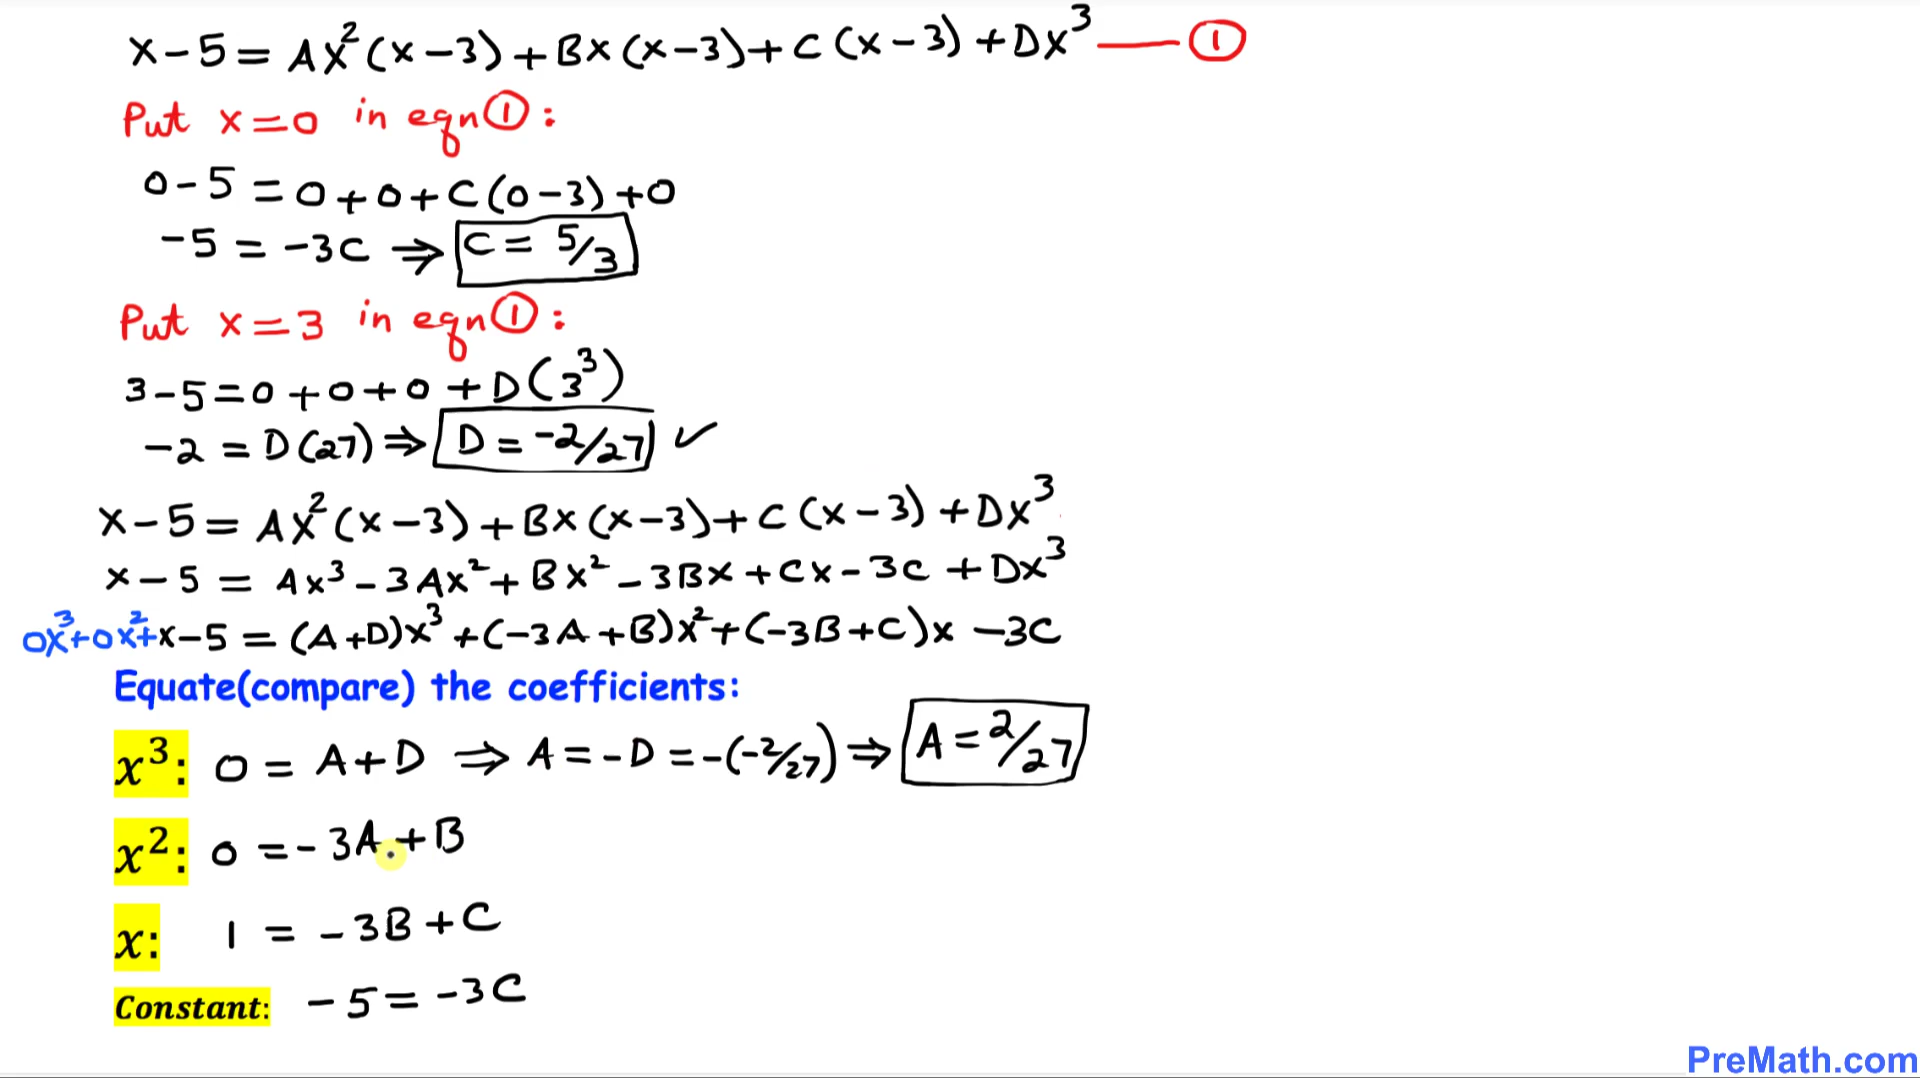 x-5 = Ax²(x-3) + Bx(x-3) + C(x-3) + Dx³ —— ①
Put x=0 in eqn①:
0-5 = 0+0+C(0-3)+0
-5 = -3C ⇒ C = 5/3
Put x=3 in eqn①:
3-5=0+0+0+D(3³)
-2 = D(27) ⇒ D = -2/27 ✓
x-5 = Ax²(x-3) + Bx(x-3) + C(x-3) + Dx³
x-5 = Ax³ - 3Ax² + Bx² - 3Bx + Cx - 3C + Dx³
0x³+0x²+x-5 = (A+D)x³ + (-3A+B)x² + (-3B+C)x - 3C
Equate(compare) the coefficients:
x³: 0 = A+D ⇒ A = -D = -(-2/27) ⇒ A = 2/27
x²: 0 = -3A + B
x: 1 = -3B + C
Constant: -5 = -3C
PreMath.com